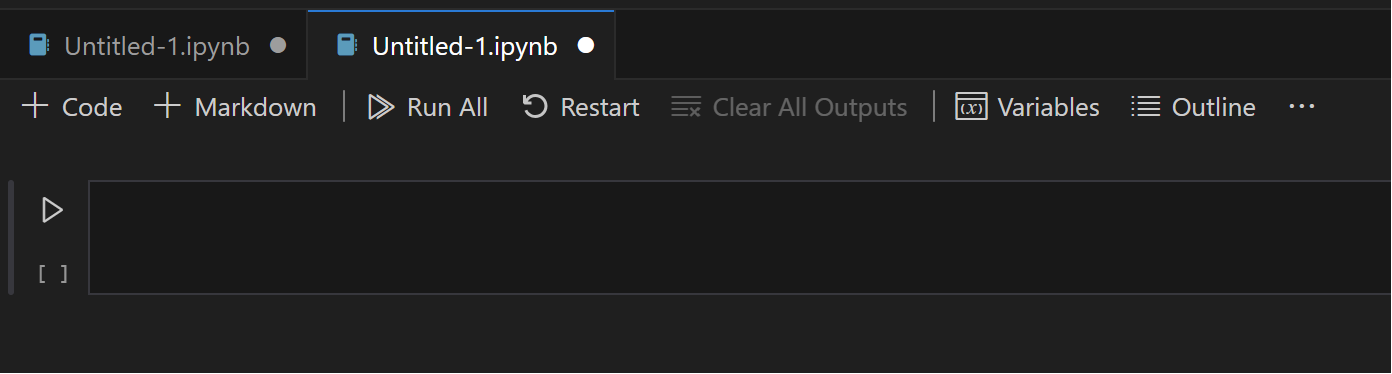 Untitled-1.ipynb Untitled-1.ipynb
Code Markdown Run All Restart Clear All Outputs (x) Variables Outline ...
[ ]